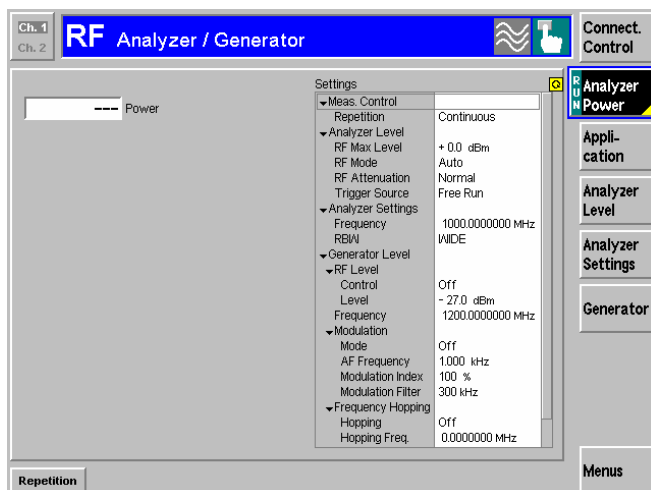 Ch. 1
Ch. 2
RF Analyzer / Generator
Connect.
Control
--- Power
Settings
Meas. Control
Repetition Continuous
Analyzer Level
RF Max Level + 0.0 dBm
RF Mode Auto
RF Attenuation Normal
Trigger Source Free Run
Analyzer Settings
Frequency 1000.0000000 MHz
RBW WIDE
Generator Level
RF Level
Control Off
Level - 27.0 dBm
Frequency 1200.0000000 MHz
Modulation
Mode Off
AF Frequency 1.000 kHz
Modulation Index 100 %
Modulation Filter 300 kHz
Frequency Hopping
Hopping Off
Hopping Freq. 0.0000000 MHz
RUN
Analyzer
Power
Appli-
cation
Analyzer
Level
Analyzer
Settings
Generator
Repetition
Menus